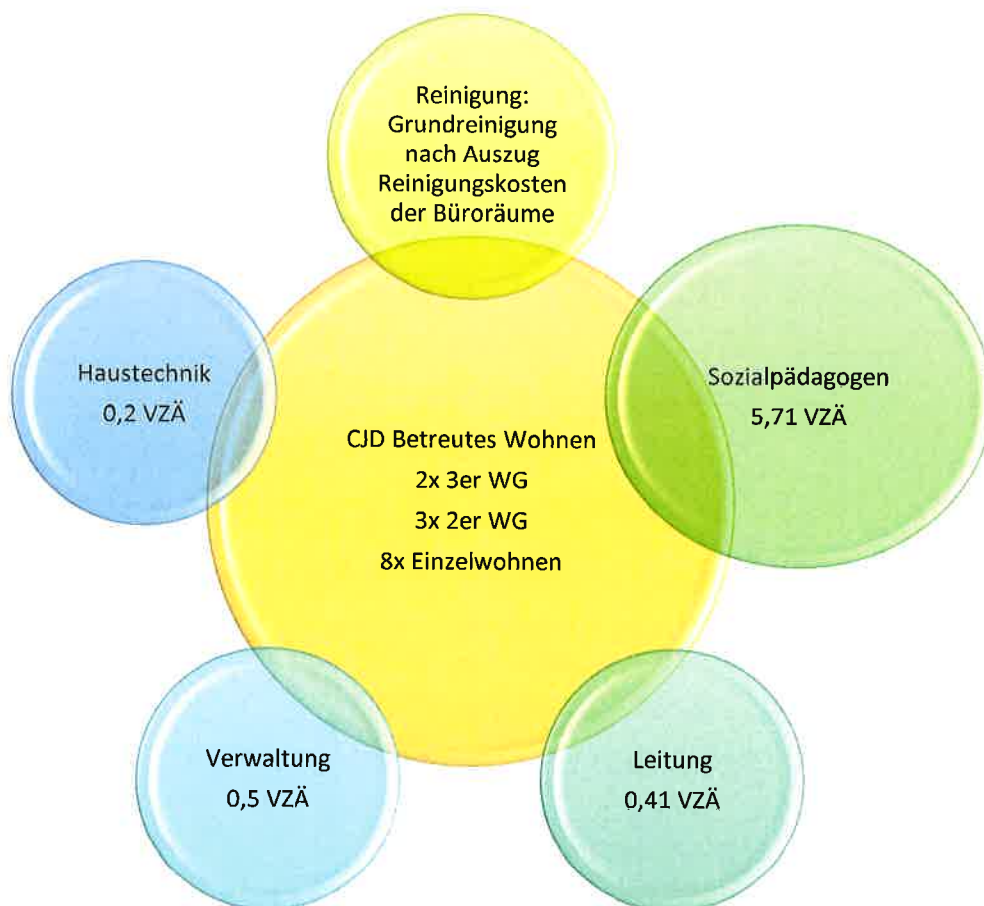 Reinigung:
Grundreinigung
nach Auszug
Reinigungskosten
der Büroräume
Haustechnik
0,2 VZÄ
Sozialpädagogen
5,71 VZÄ
CJD Betreutes Wohnen
2x 3er WG
3x 2er WG
8x Einzelwohnen
Verwaltung
0,5 VZÄ
Leitung
0,41 VZÄ